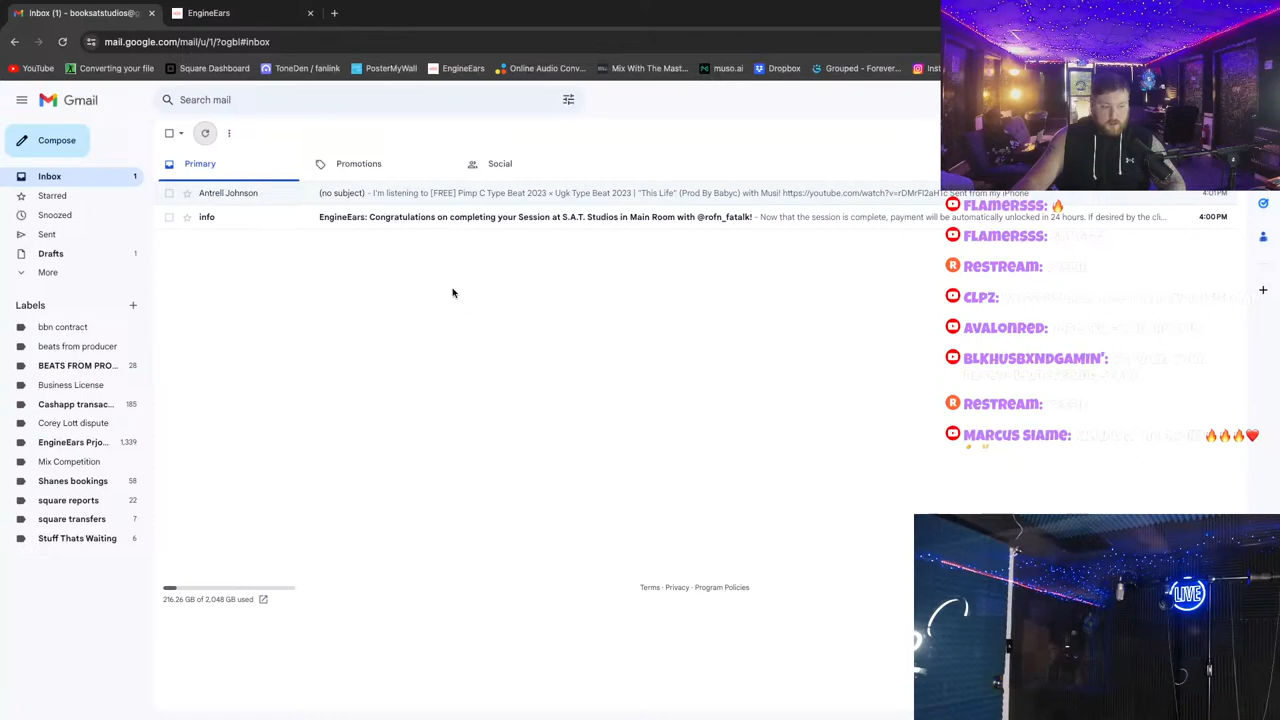 Inbox (1) - booksatstudios@g
EngineEars
mail.google.com/mail/u/1/?ogbl#inbox
YouTube
Converting your file
Square Dashboard
ToneDen / fanlink
PosterMyWall
EngineEars
Online Audio Conv...
Mix With The Mast...
muso.ai
Dropbox
Grouped - Forever...
Inst
Gmail
Search mail
Compose
Inbox 1
Starred
Snoozed
Sent
Drafts 1
More
Labels
bbn contract
beats from producer
BEATS FROM PRO... 28
Business License
Cashapp transac... 185
Corey Lott dispute
EngineEars Prjo... 1,339
Mix Competition
Shanes bookings 58
square reports 22
square transfers 7
Stuff Thats Waiting 6
Primary
Promotions
Social
Antrell Johnson (no subject) - I'm listening to [FREE] Pimp C Type Beat 2023 × Ugk Type Beat 2023 | "This Life" (Prod By Babyc) with Musi! Sent from my iPhone 4:01 PM
info EngineEars: Congratulations on completing your Session at S.A.T. Studios in Main Room with @rofn_fatalk! - Now that the session is complete, payment will be automatically unlocked in 24 hours. If desired by the cli... 4:00 PM
216.26 GB of 2,048 GB used
Terms · Privacy · Program Policies
FLAMERSSS: 🔥
FLAMERSSS:
RESTREAM:
CLPZ:
AVALONRED:
BLKHUSBXNDGAMIN':
RESTREAM:
MARCUS SIAME: 🔥🔥🔥❤️
LIVE